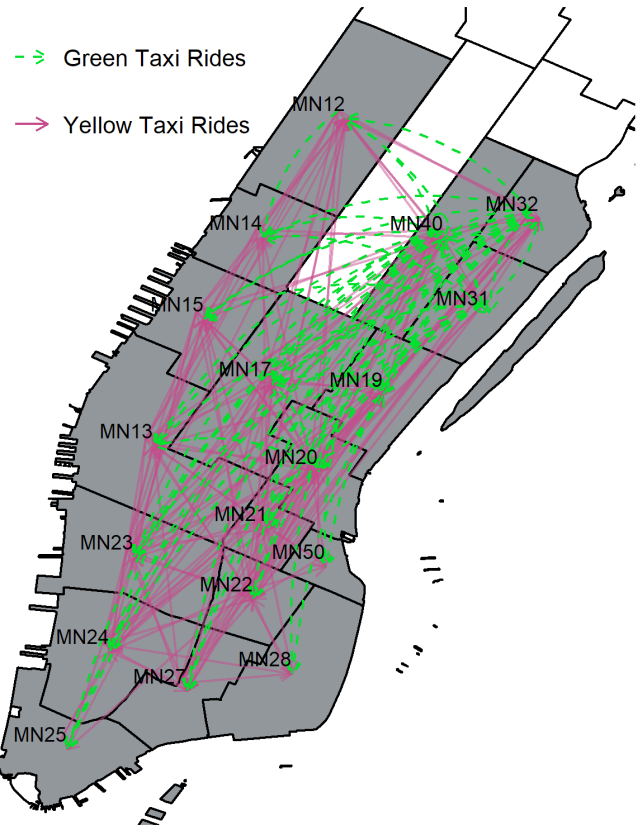 Green Taxi Rides
Yellow Taxi Rides
MN12
MN14
MN32
MN40
MN15
MN31
MN17
MN19
MN13
MN20
MN21
MN23
MN50
MN22
MN24
MN28
MN27
MN25